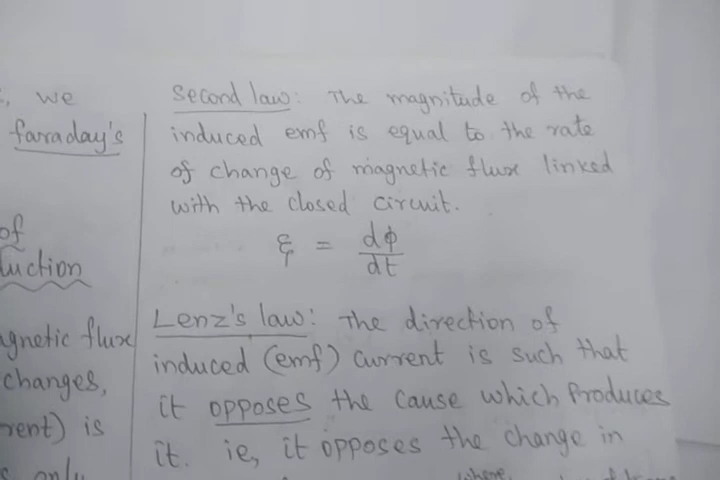 we
faraday's
of
uction
gnetic flux
changes,
rent) is
only
Second law: The magnitude of the
induced emf is equal to the rate
of change of magnetic flux linked
with the closed circuit.
ξ = dϕ/dt
Lenz's law: The direction of
induced (emf) current is such that
it opposes the cause which Produces
it. ie, it opposes the change in
where,